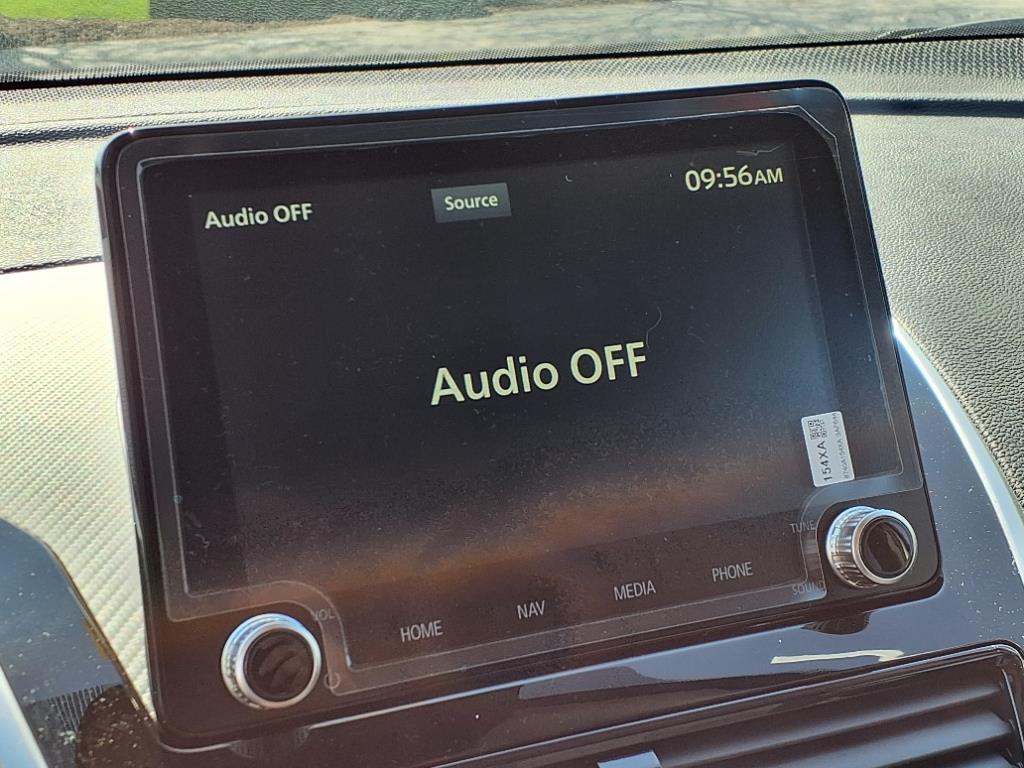 Audio OFF
Source
09:56AM
Audio OFF
154XA
TUNE
SOUND
VOL
HOME
NAV
MEDIA
PHONE